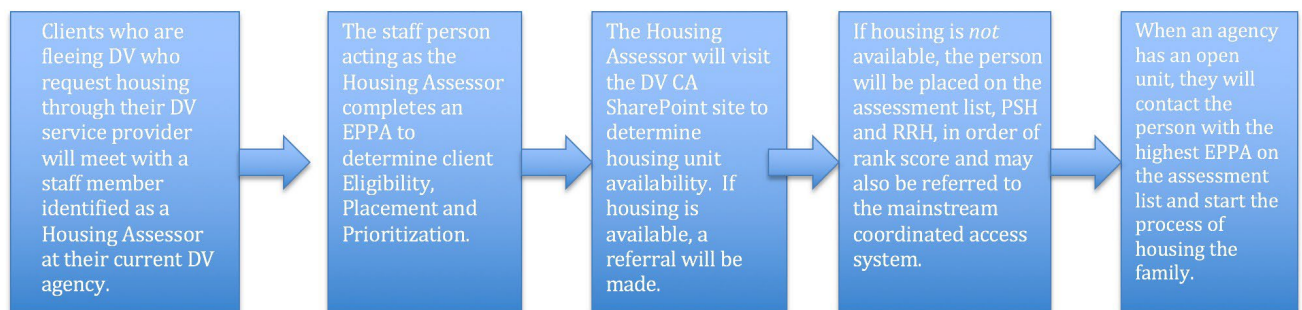 Clients who are
fleeing DV who
request housing
through their DV
service provider
will meet with a
staff member
identified as a
Housing Assessor
at their current DV
agency.
The staff person
acting as the
Housing Assessor
completes an
EPPA to
determine client
Eligibility,
Placement and
Prioritization.
The Housing
Assessor will visit
the DV CA
SharePoint site to
determine
housing unit
availability.  If
housing is
available, a
referral will be
made.
If housing is not
available, the person
will be placed on the
assessment list, PSH
and RRH, in order of
rank score and may
also be referred to
the mainstream
coordinated access
system.
When an agency
has an open
unit, they will
contact the
person with the
highest EPPA on
the assessment
list and start the
process of
housing the
family.